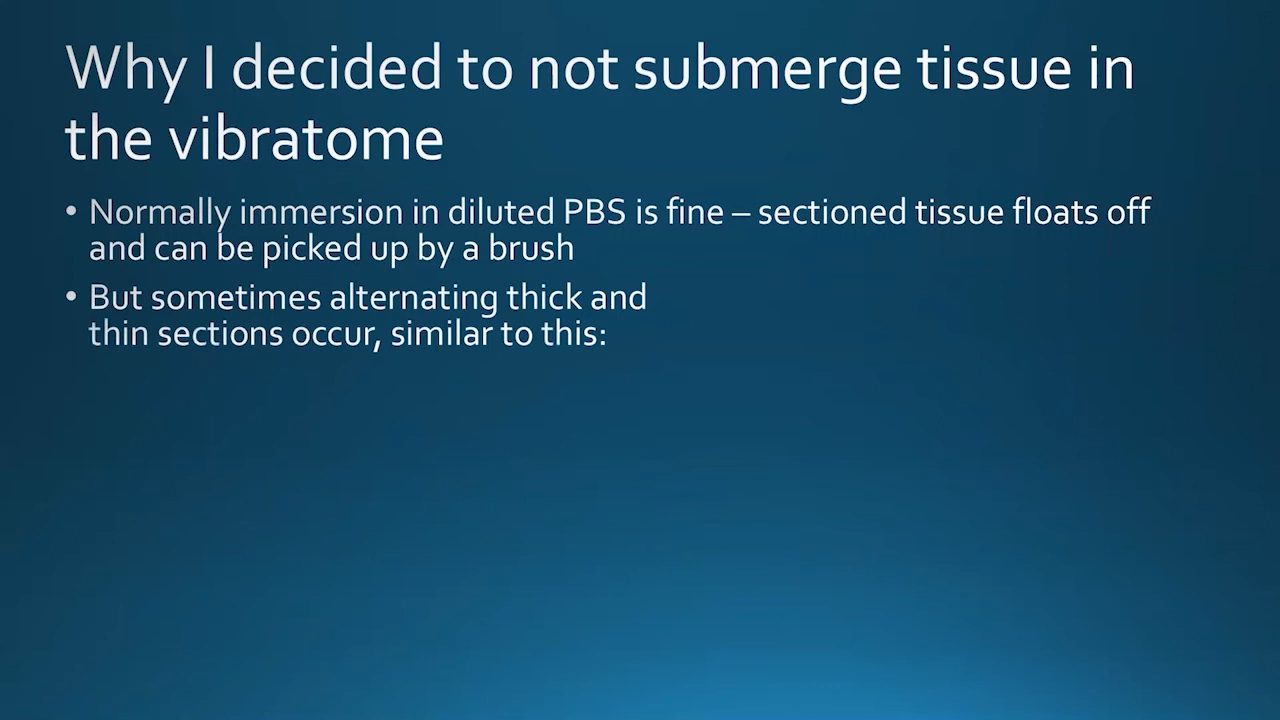 Why I decided to not submerge tissue in
the vibratome
• Normally immersion in diluted PBS is fine – sectioned tissue floats off
and can be picked up by a brush
• But sometimes alternating thick and
thin sections occur, similar to this: